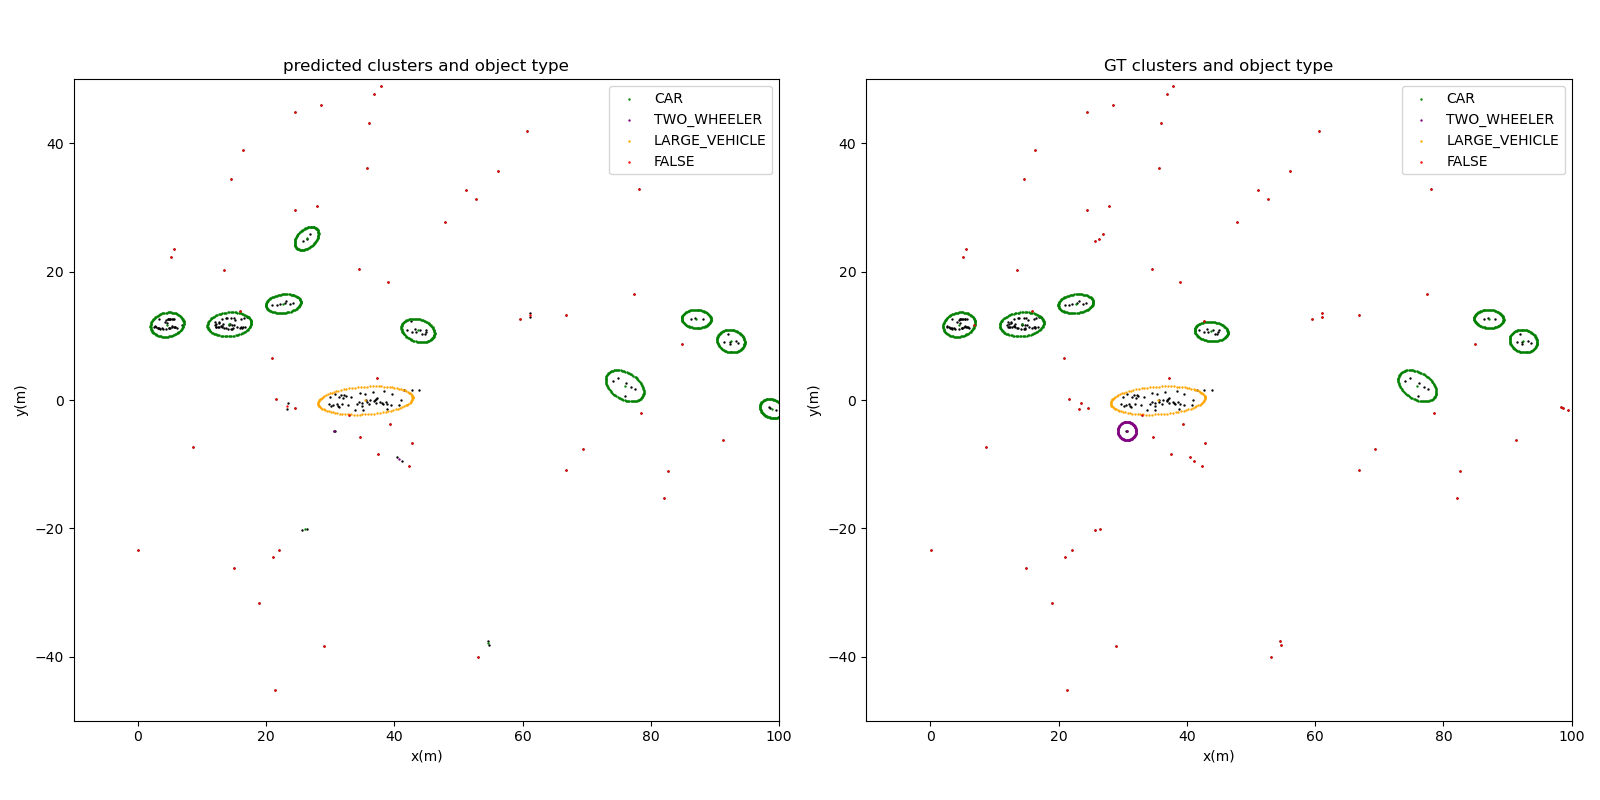 predicted clusters and object type
CAR
TWO_WHEELER
LARGE_VEHICLE
FALSE
40
20
0
−20
−40
y(m)
0 20 40 60 80 100
x(m)
GT clusters and object type
CAR
TWO_WHEELER
LARGE_VEHICLE
FALSE
40
20
0
−20
−40
y(m)
0 20 40 60 80 100
x(m)